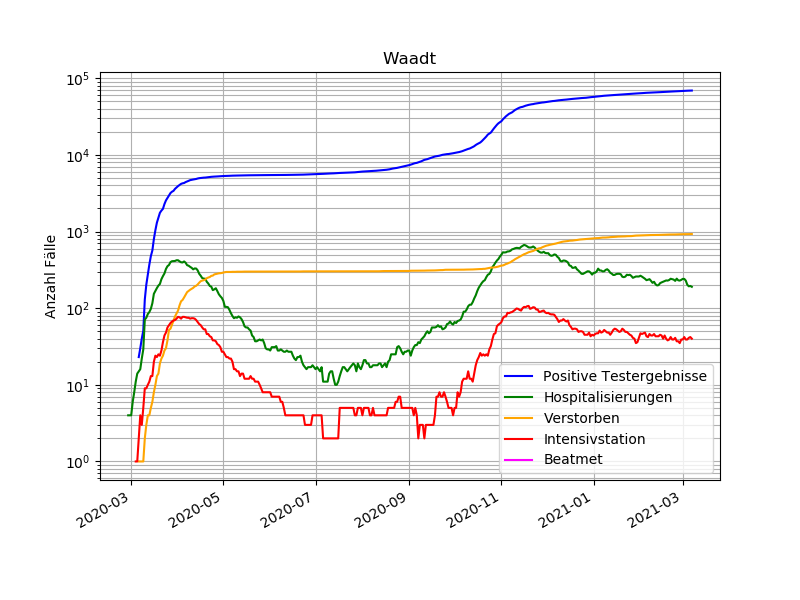 Waadt
Anzahl Fälle
10^5
10^4
10^3
10^2
10^1
10^0
2020-03
2020-05
2020-07
2020-09
2020-11
2021-01
2021-03
Positive Testergebnisse
Hospitalisierungen
Verstorben
Intensivstation
Beatmet